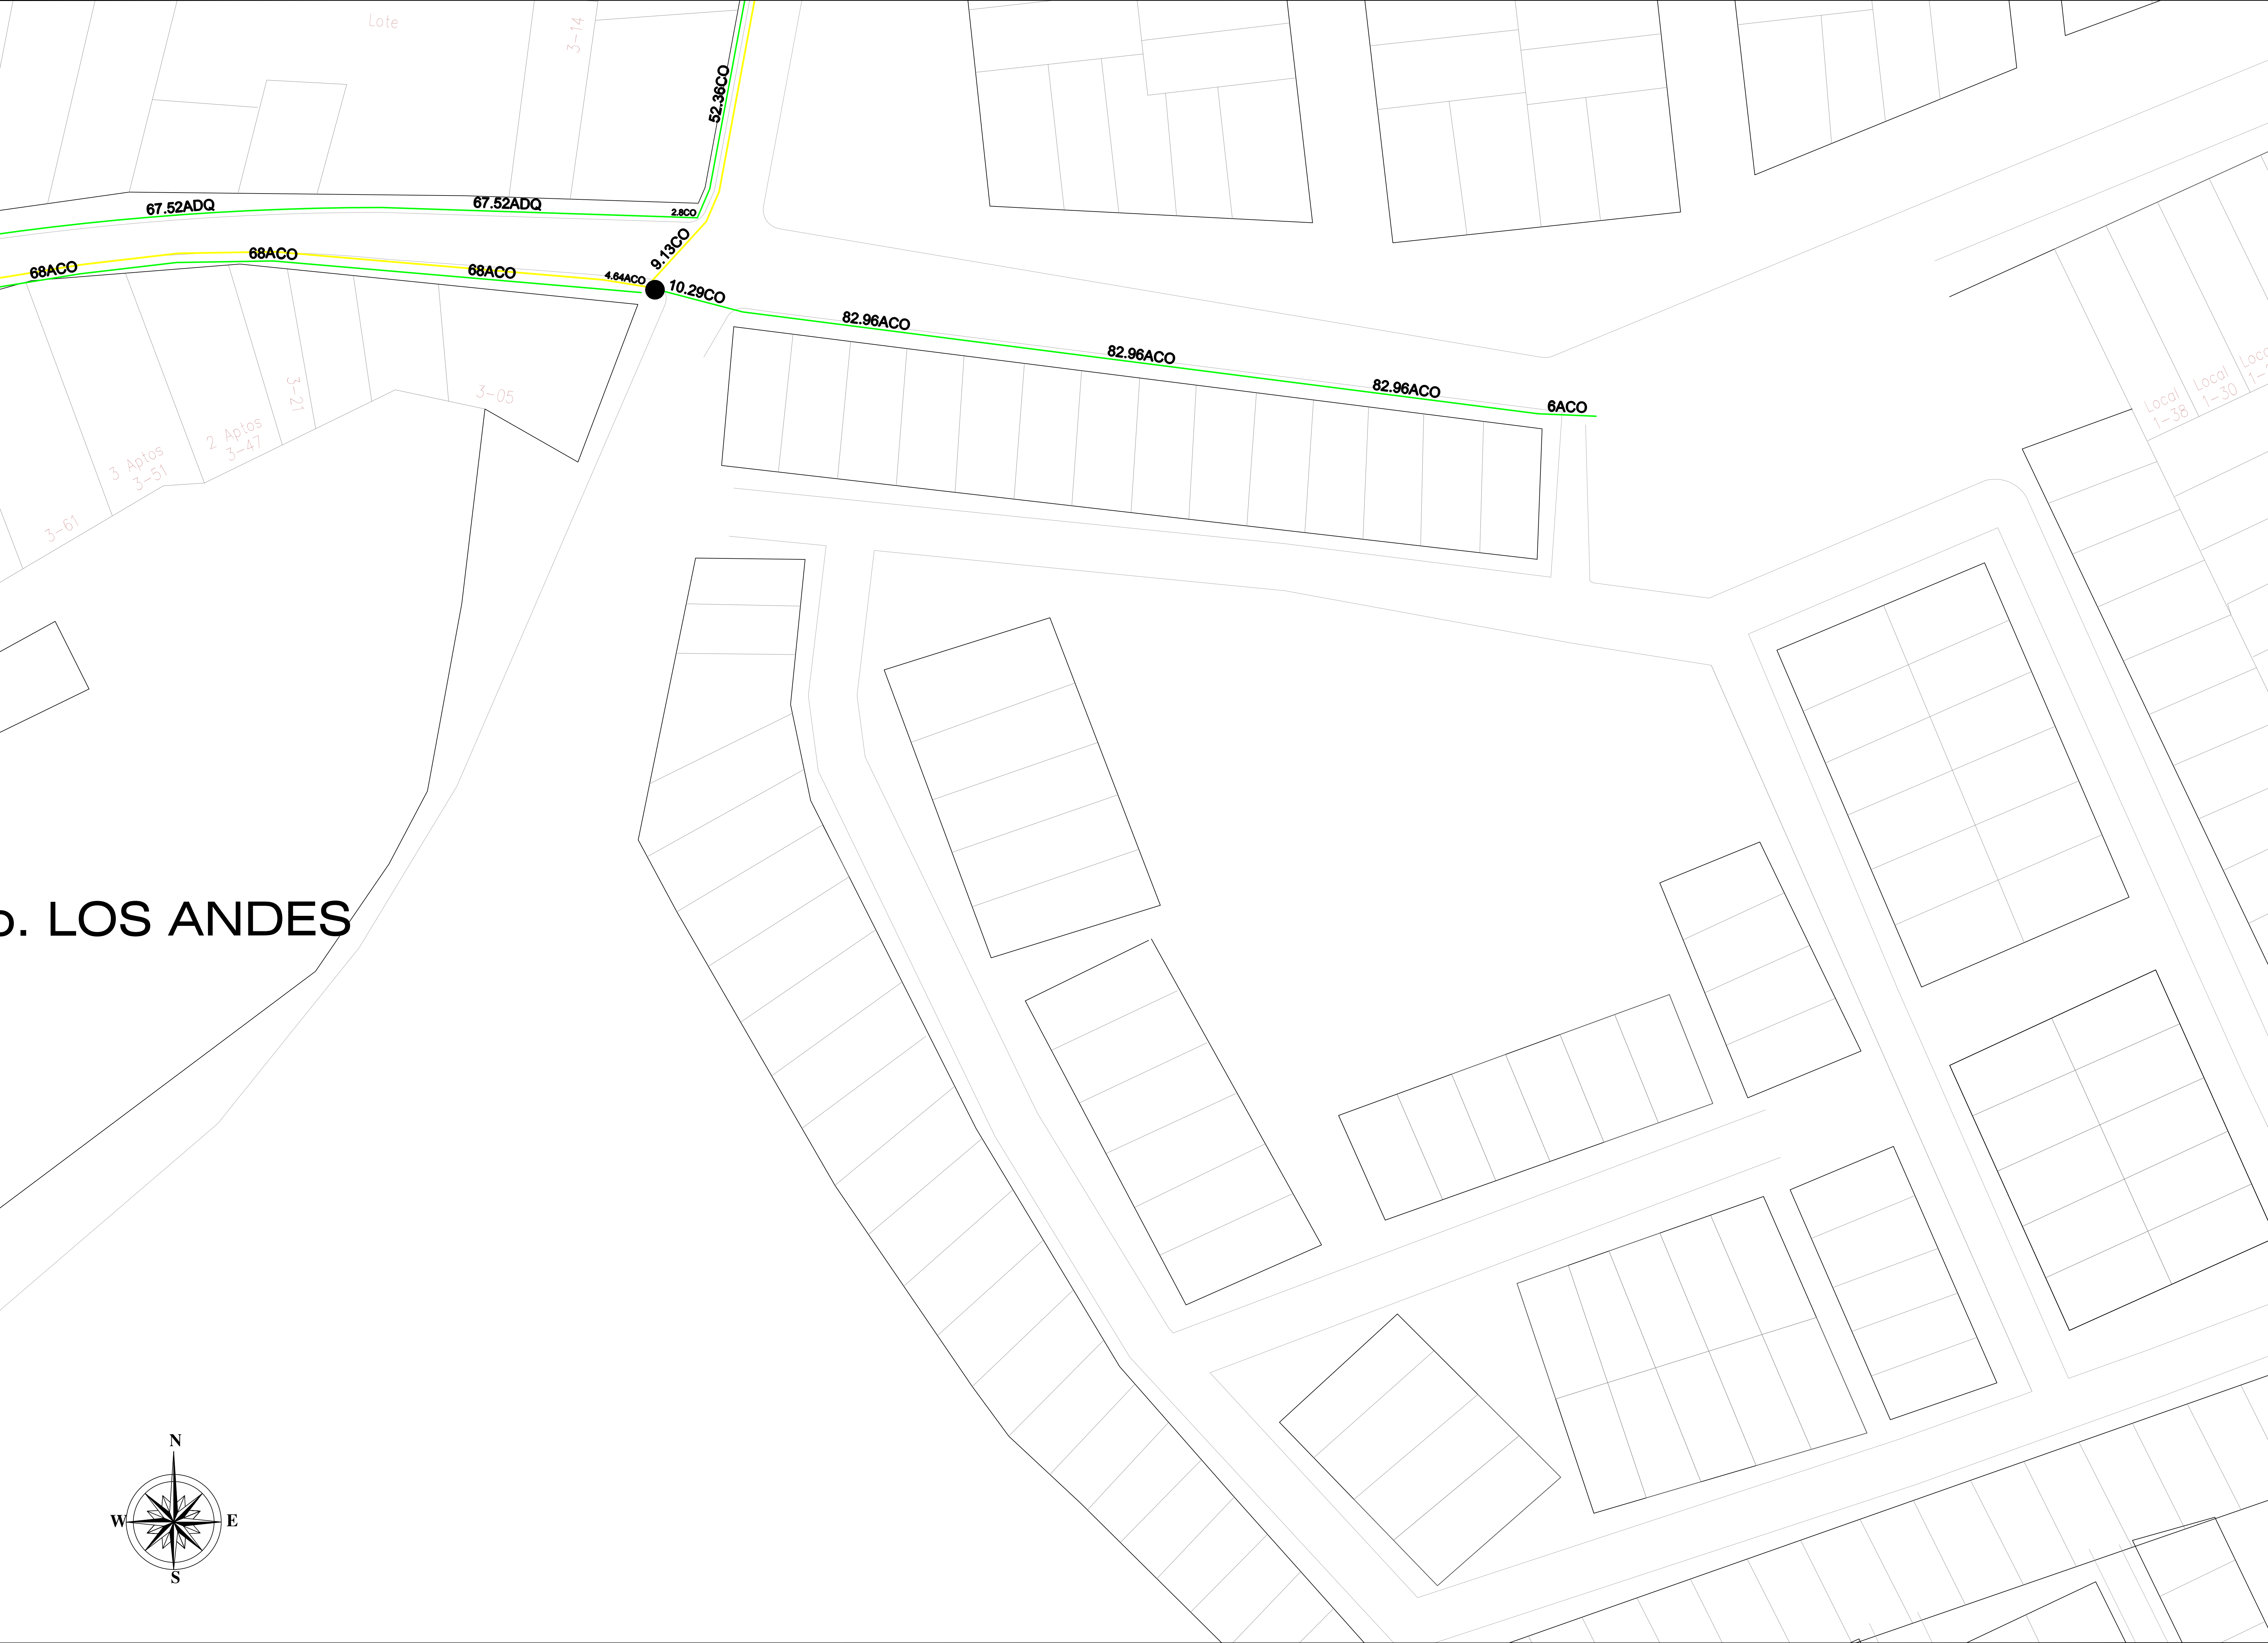 Lote
3-14
52.36CO
67.52ADQ
67.52ADQ
2.8CO
9.13CO
68ACO
68ACO
68ACO
4.64ACO
10.29CO
82.96ACO
82.96ACO
82.96ACO
6ACO
3-05
3-21
2 Aptos
3-47
3 Aptos
3-51
3-61
Local
1-38
Local
1-30
LOS ANDES
N
W
E
S